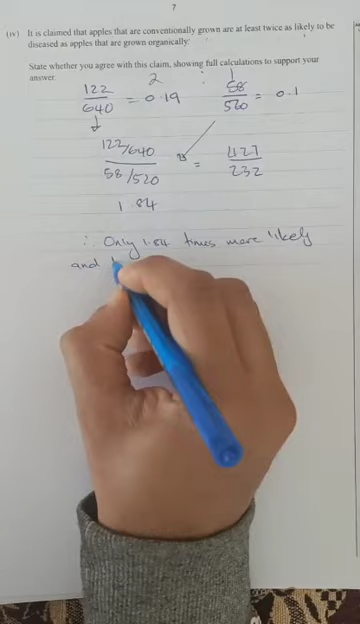 7
(iv) It is claimed that apples that are conventionally grown are at least twice as likely to be
diseased as apples that are grown organically.
State whether you agree with this claim, showing full calculations to support your
answer.
2 : 1
122/640 = 0.19 58/520 = 0.1
122/640 / 58/520 = 427/232
1.84
∴ Only 1.84 times more likely
and